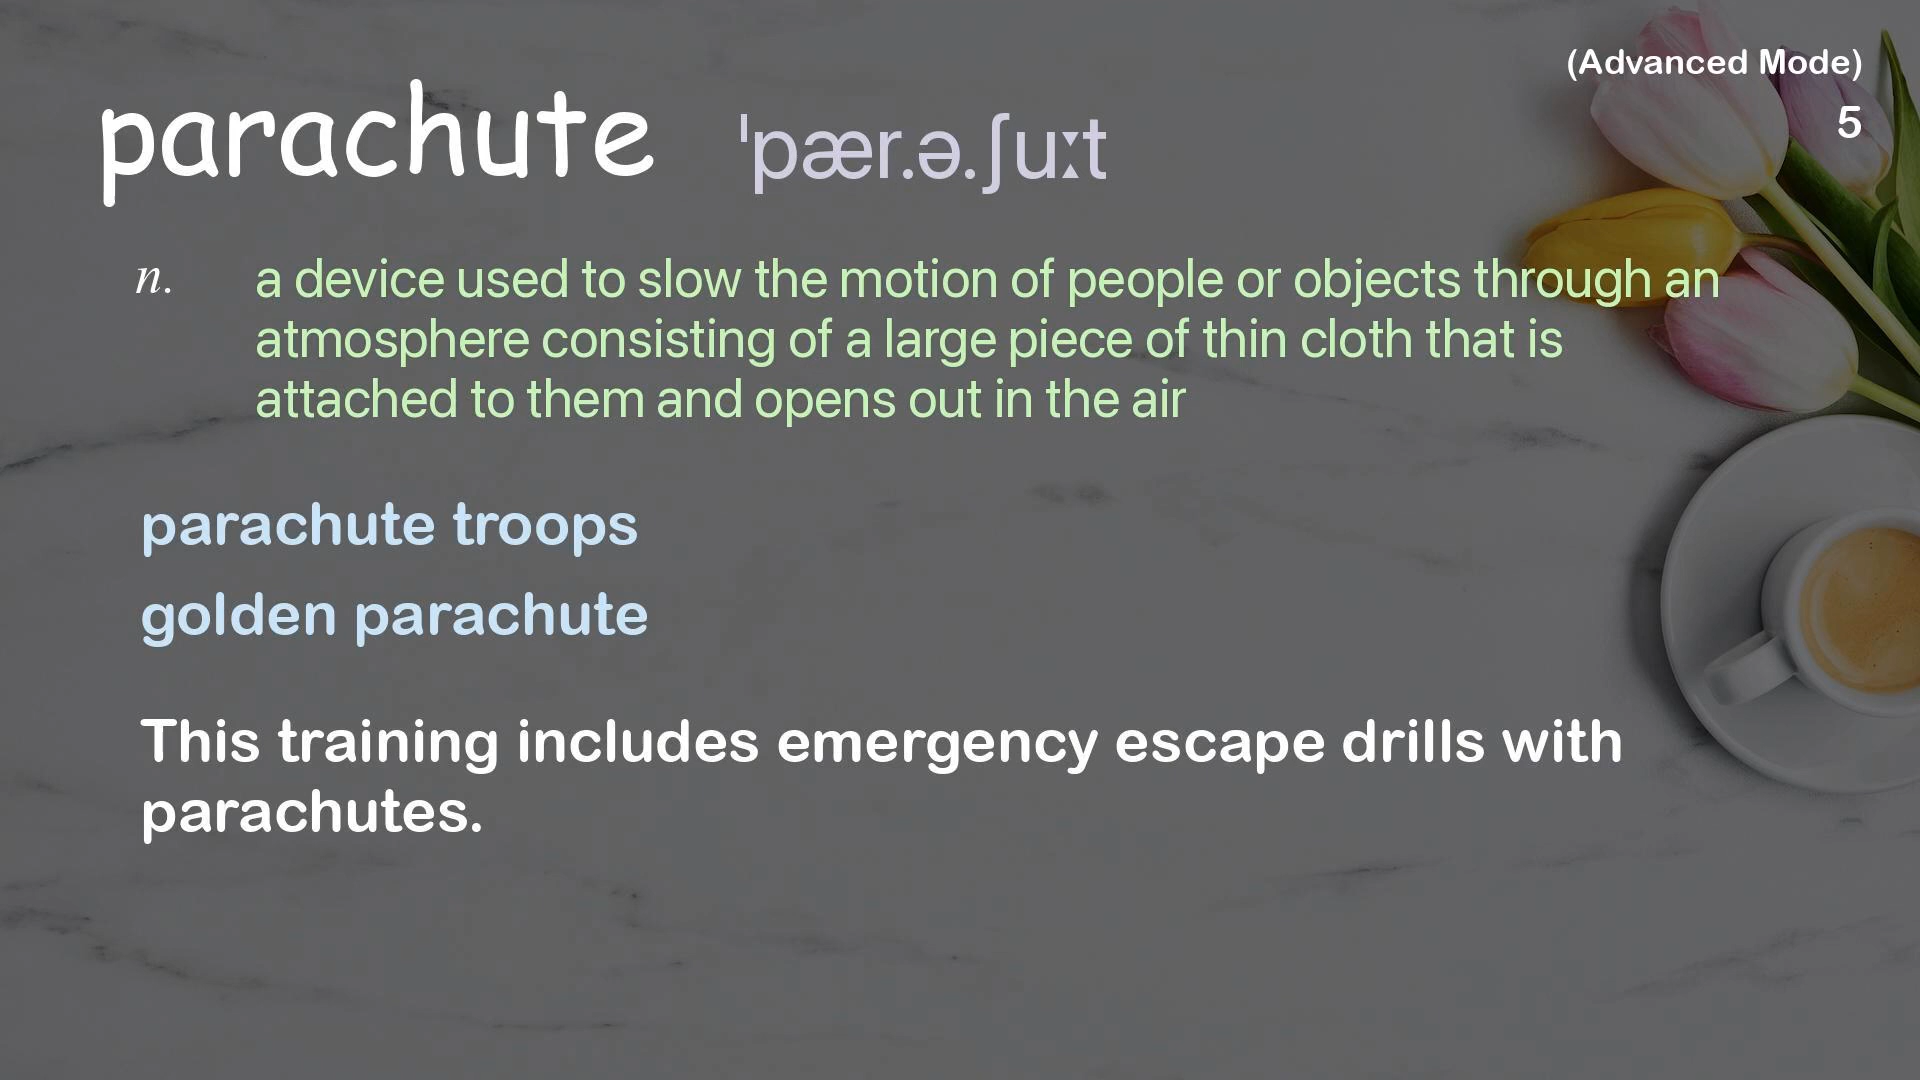 (Advanced Mode)
parachute ˈpær.ə.ʃuːt
5
n. a device used to slow the motion of people or objects through an
atmosphere consisting of a large piece of thin cloth that is
attached to them and opens out in the air
parachute troops
golden parachute
This training includes emergency escape drills with
parachutes.